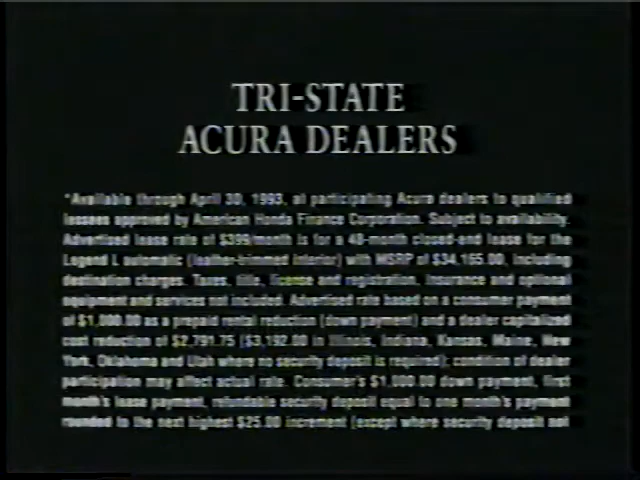 TRI-STATE
ACURA DEALERS
*Available through April 30, 1993, at participating Acura dealers to qualified
lessees approved by American Honda Finance Corporation. Subject to availability.
Advertised lease rate of $399/month is for a 48-month closed-end lease for the
Legend L automatic (leather-trimmed interior) with MSRP of $34,165.00, including
destination charges. Taxes, title, license and registration, insurance and optional
equipment and services not included. Advertised rate based on a consumer payment
of $1,000.00 as a prepaid rental reduction (down payment) and a dealer capitalized
cost reduction of $2,791.75 ($3,192.00 in Illinois, Indiana, Kansas, Maine, New
York, Oklahoma and Utah where no security deposit is required); condition of dealer
participation may affect actual rate. Consumer's $1,000.00 down payment, first
month's lease payment, refundable security deposit equal to one month's payment
rounded to the next highest $25.00 increment (except where security deposit not